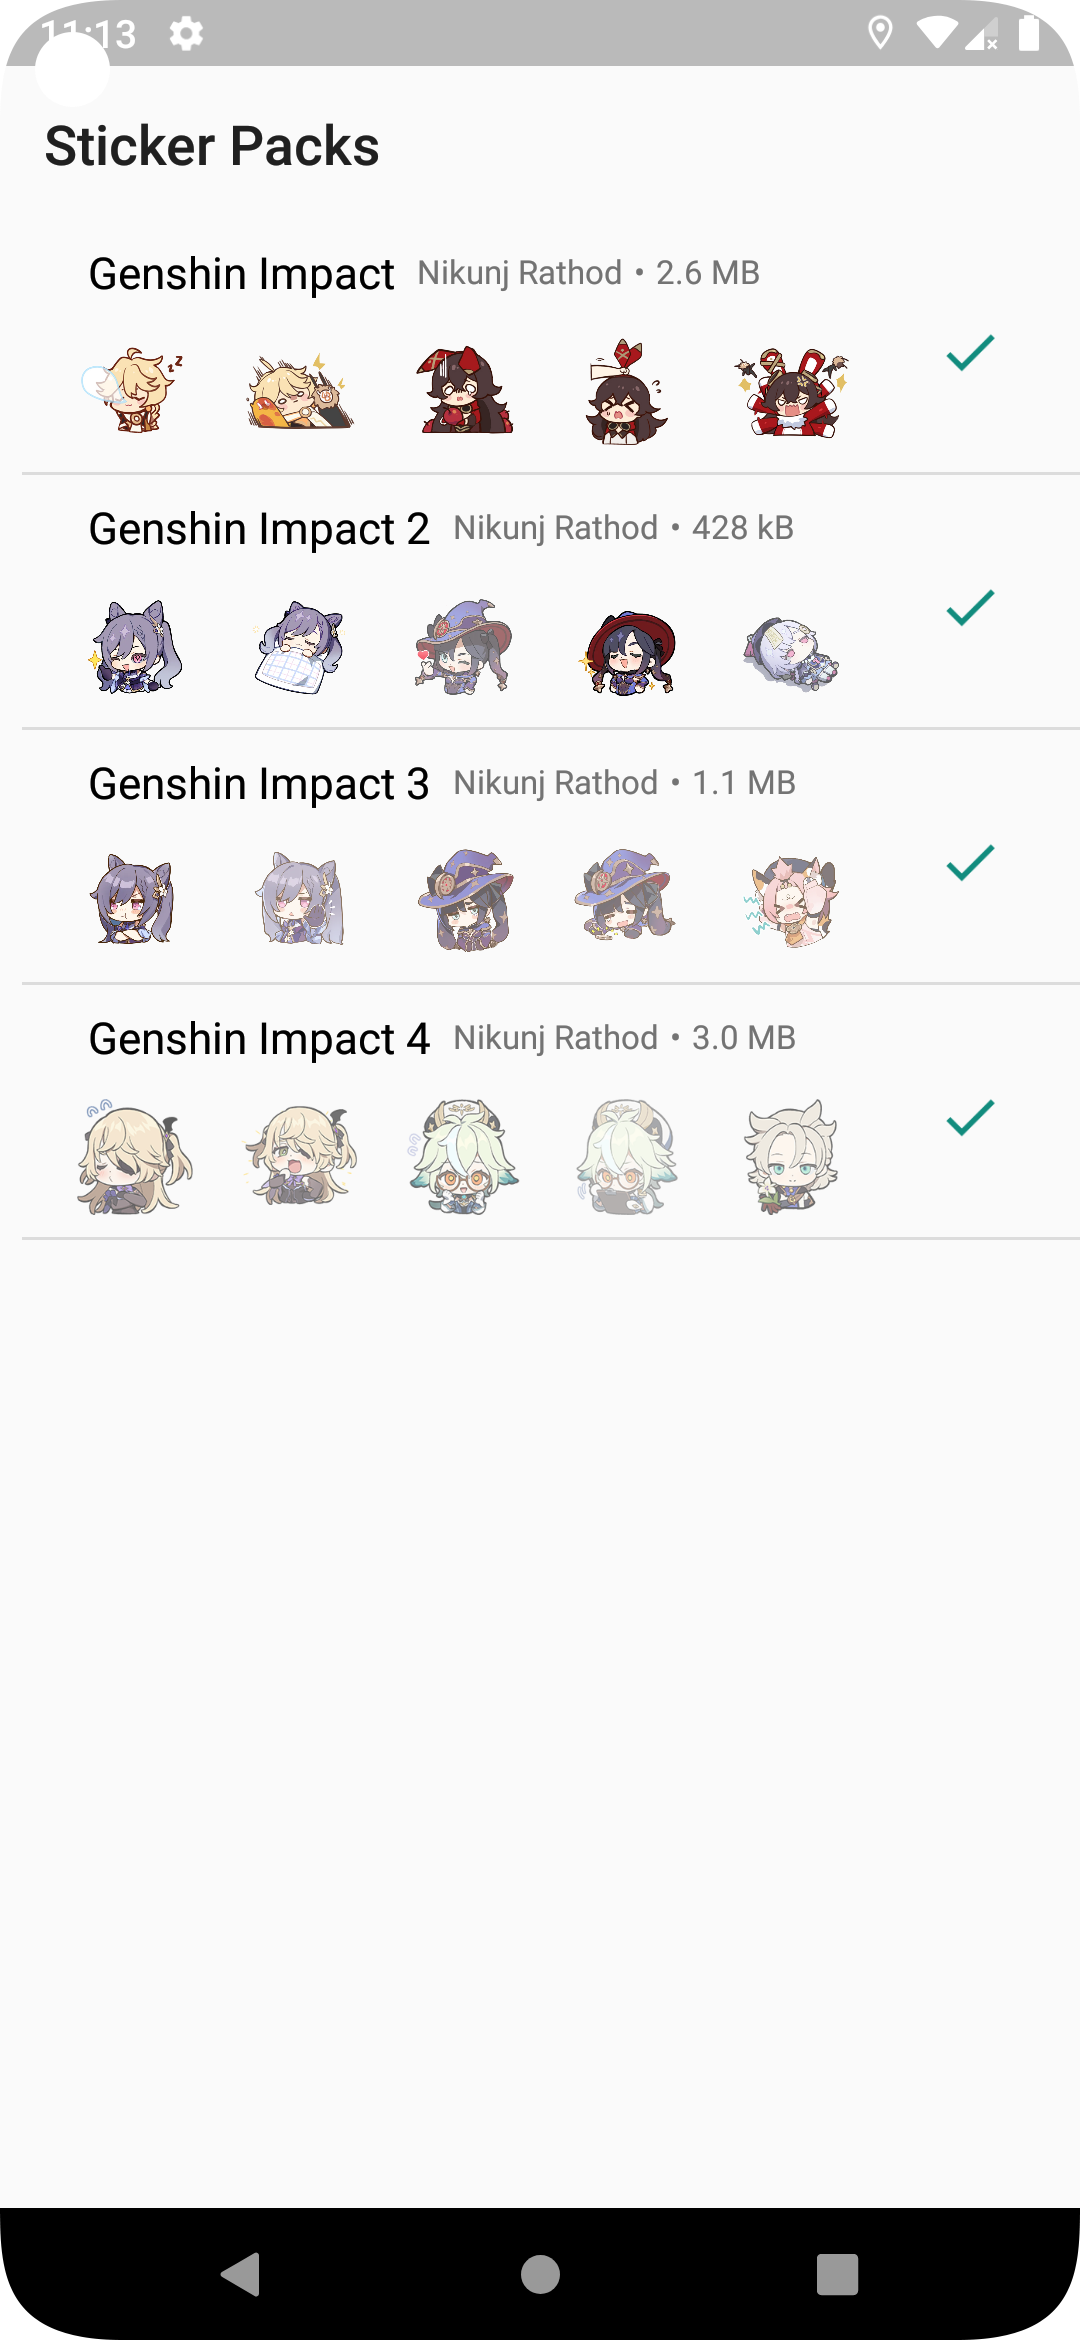 11:13
Sticker Packs
Genshin Impact Nikunj Rathod • 2.6 MB
Genshin Impact 2 Nikunj Rathod • 428 kB
Genshin Impact 3 Nikunj Rathod • 1.1 MB
Genshin Impact 4 Nikunj Rathod • 3.0 MB